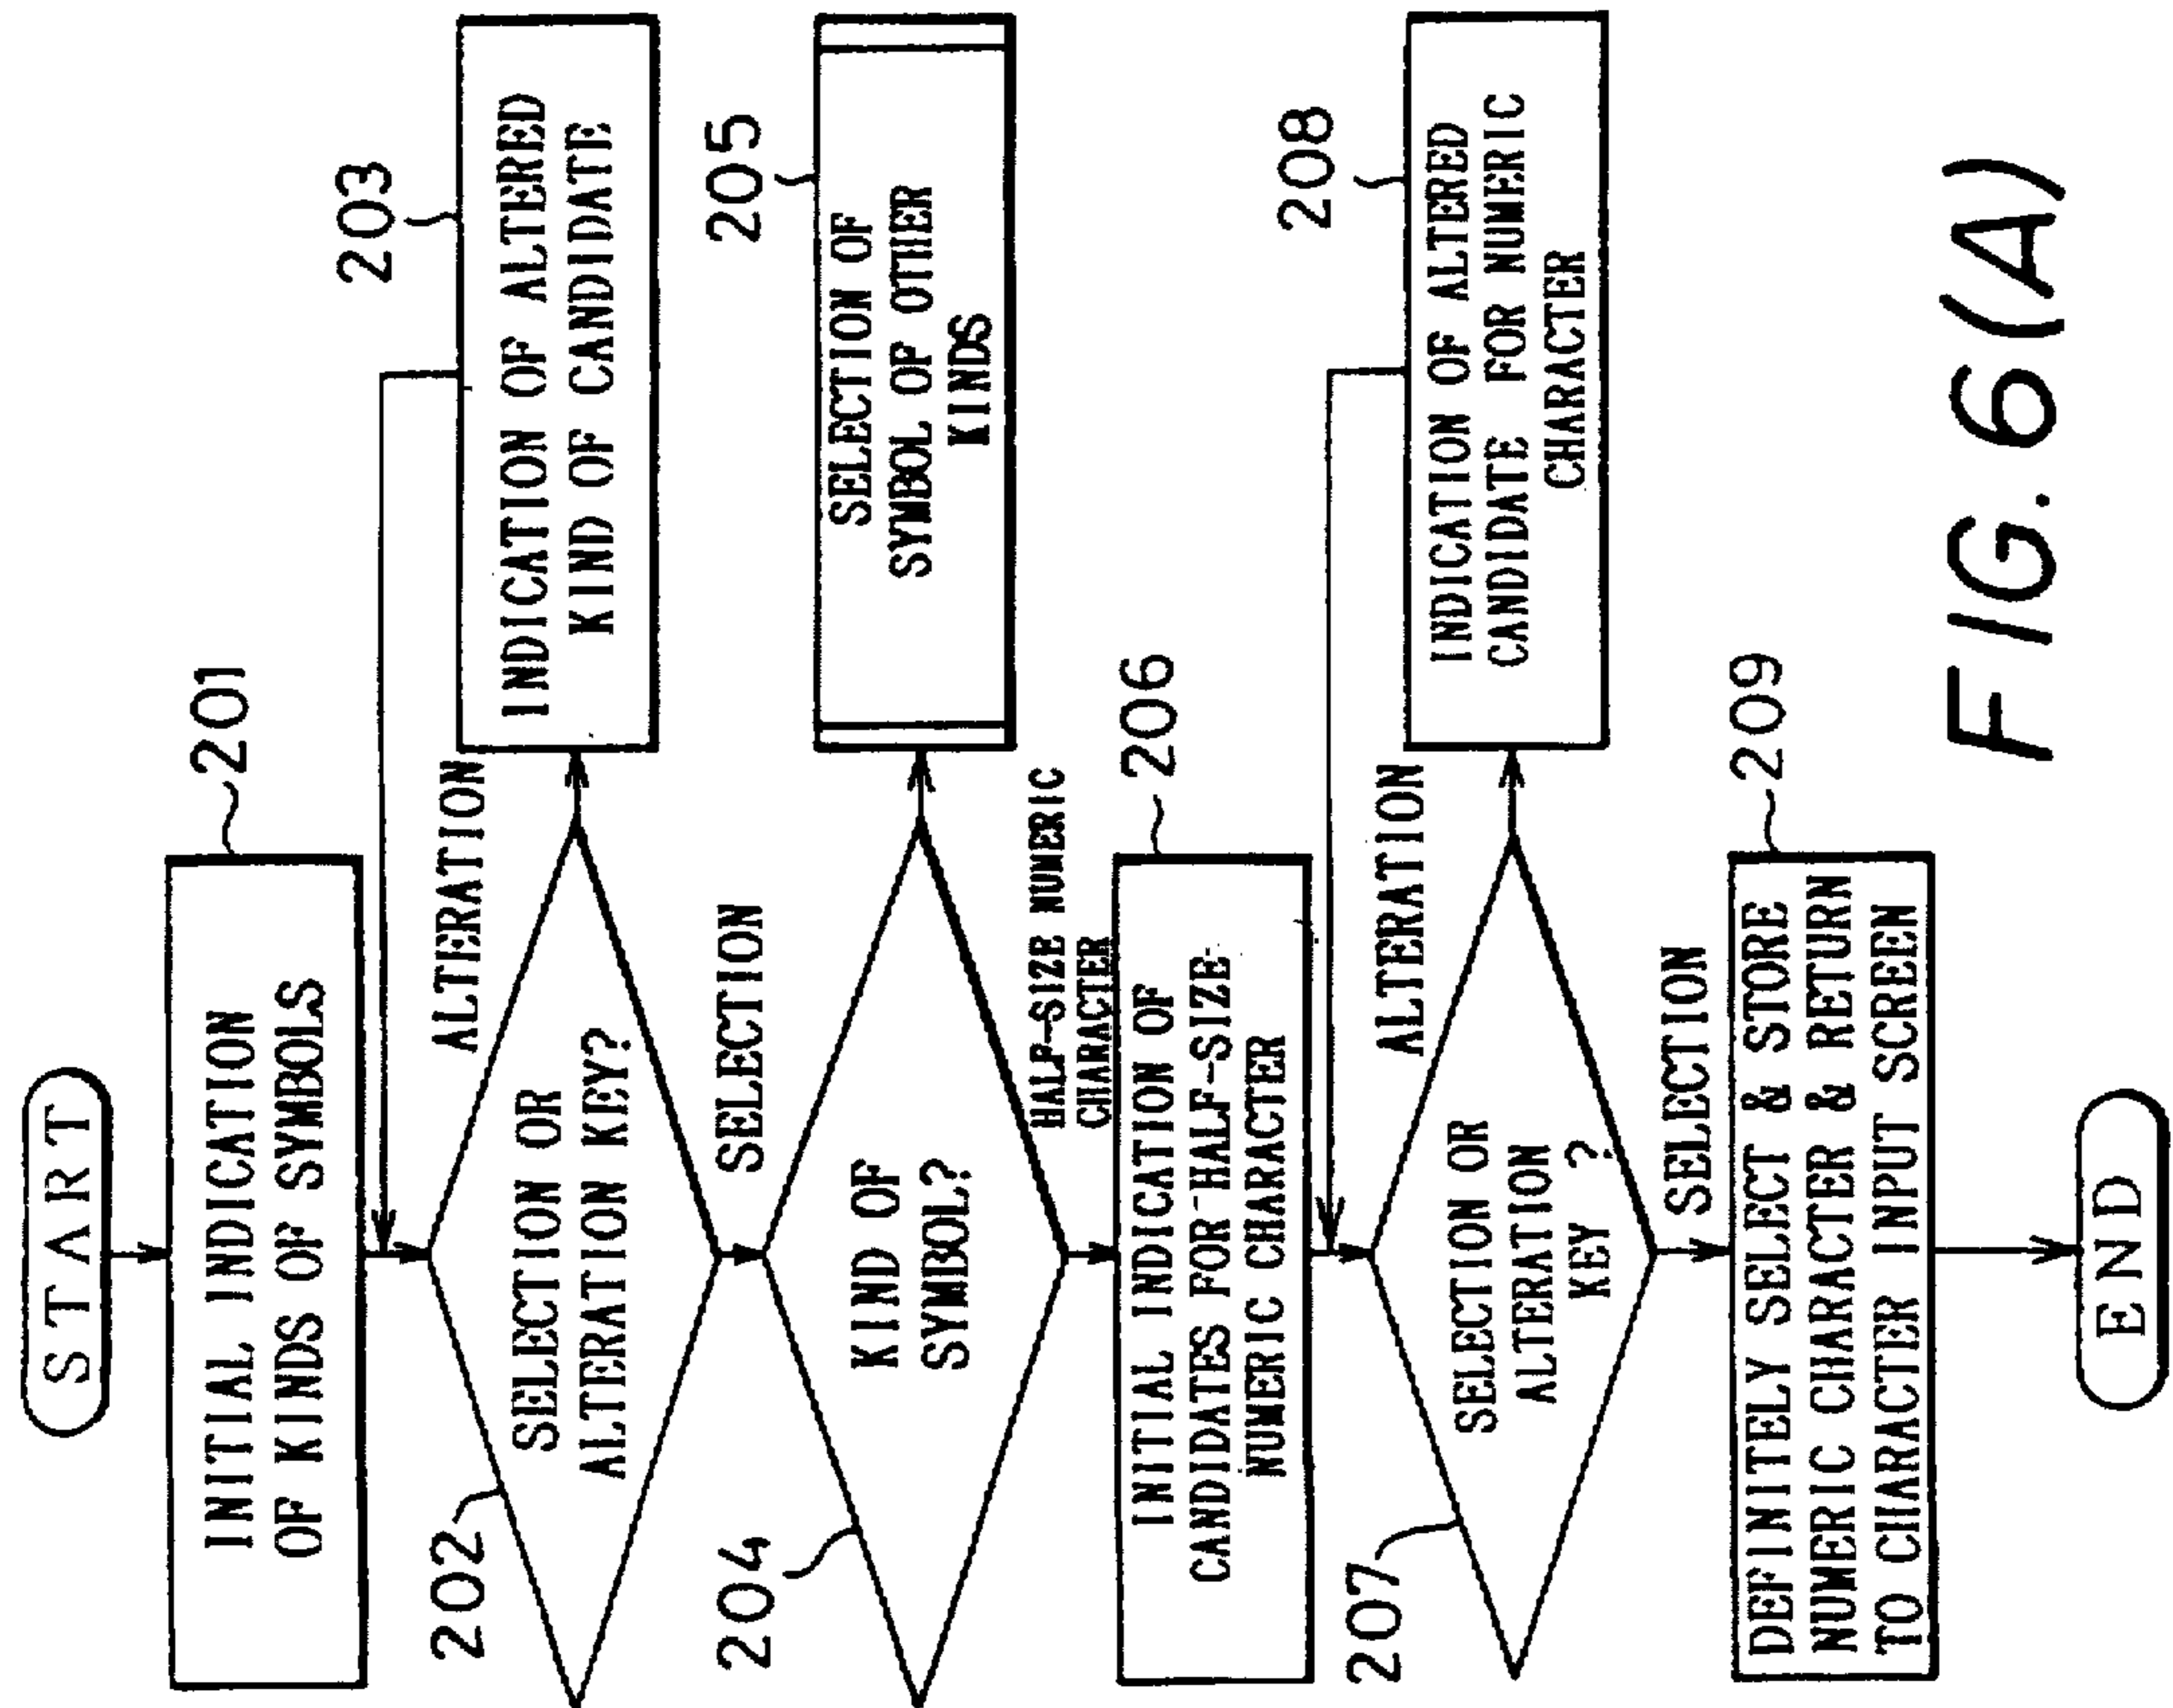 START
201
INITIAL INDICATION
OF KINDS OF SYMBOLS
202
SELECTION OR
ALTERATION KEY?
ALTERATION
203
INDICATION OF ALTERED
KIND OF CANDIDATE
SELECTION
204
KIND OF
SYMBOL?
205
SELECTION OF
SYMBOL OF OTHER
KINDS
HALF-SIZE NUMERIC
CHARACTER
206
INITIAL INDICATION OF
CANDIDATES FOR HALF-SIZE
NUMERIC CHARACTER
207
SELECTION OR
ALTERATION
KEY ?
ALTERATION
208
INDICATION OF ALTERED
CANDIDATE FOR NUMERIC
CHARACTER
SELECTION
209
DEFINITELY SELECT & STORE
NUMERIC CHARACTER & RETURN
TO CHARACTER INPUT SCREEN
END
FIG. 6 (A)